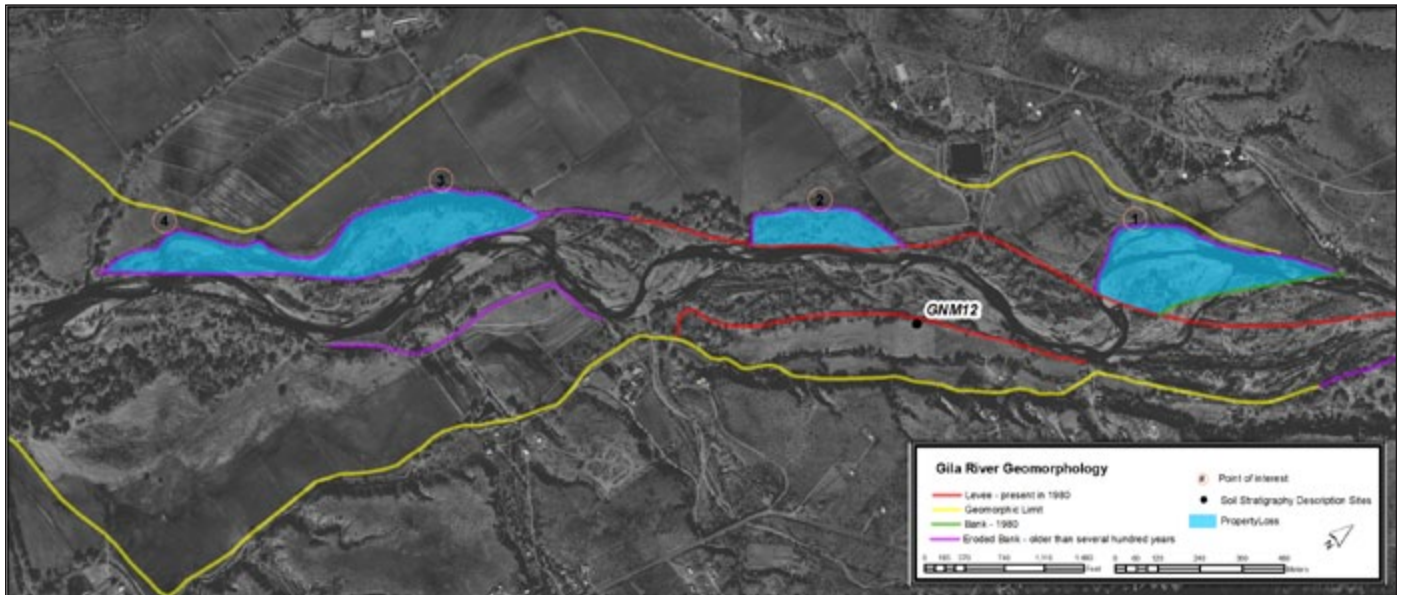 3
4
2
1
GNM12
Gila River Geomorphology
Levee - present in 1980
Geomorphic Limit
Bank - 1980
Eroded Bank - older than several hundred years
# Point of interest
Soil Stratigraphy Description Sites
PropertyLoss
Feet
Meters